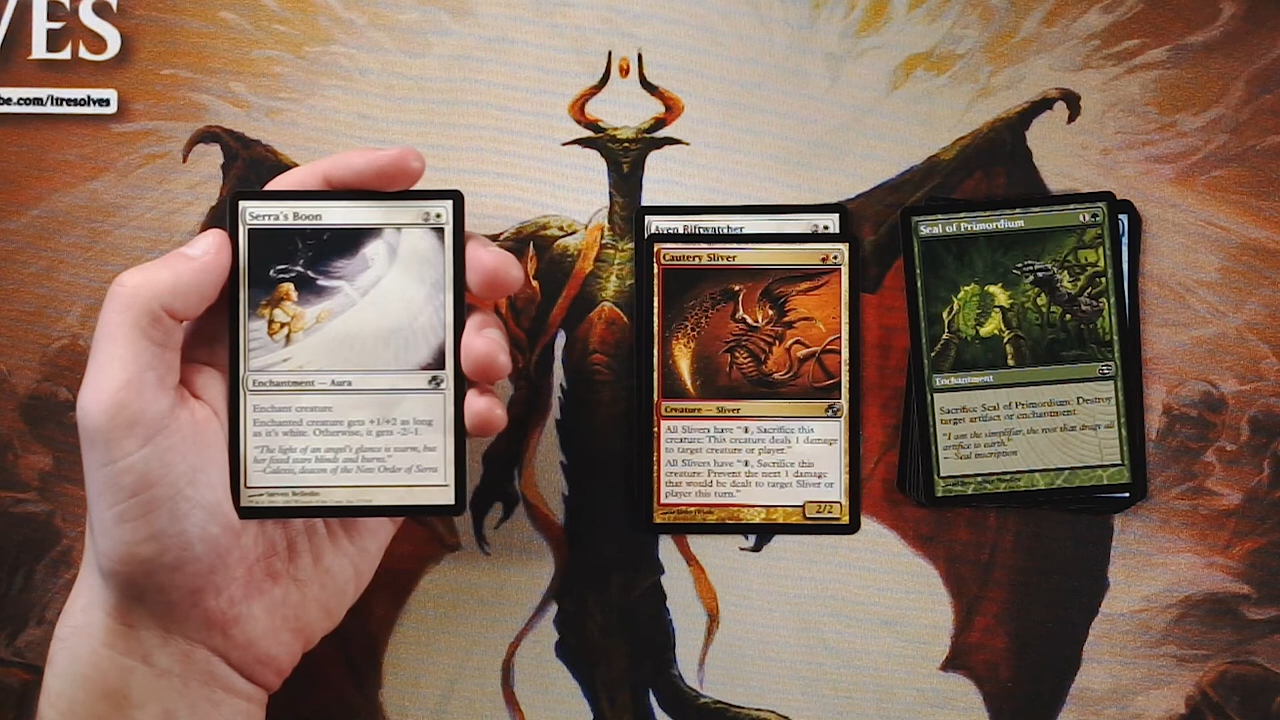 VES
be.com/itresolves
Serra's Boon
2
Enchantment — Aura
Enchant creature
Enchanted creature gets +1/+2 as long
as it's white. Otherwise, it gets -2/-1.
"The light of an angel's glance is warm, but
her fixed stare blinds and burns."
—Calexis, deacon of the New Order of Serra
Steven Belledin
Aven Riftwatcher
2
Cautery Sliver
Creature — Sliver
All Slivers have "1, Sacrifice this
creature: This creature deals 1 damage
to target creature or player."
All Slivers have "1, Sacrifice this
creature: Prevent the next 1 damage
that would be dealt to target Sliver or
player this turn."
2/2
Seal of Primordium
1
Enchantment
Sacrifice Seal of Primordium: Destroy
target artifact or enchantment.
"I am the simplifier, the root that drags all
artifice to earth."
—Seal inscription